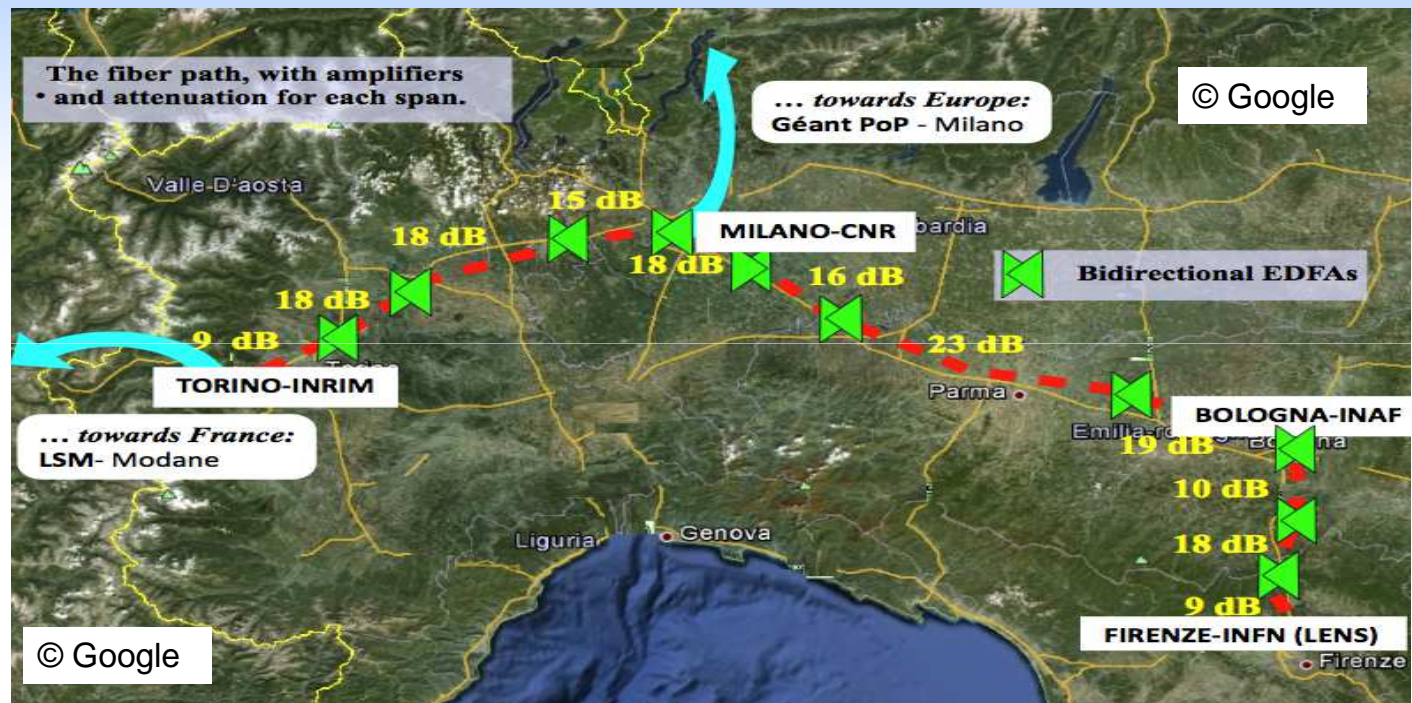 The fiber path, with amplifiers
• and attenuation for each span.
... towards Europe:
Géant PoP - Milano
© Google
Valle D'aosta
15 dB
18 dB
MILANO-CNR
bardia
18 dB
16 dB
Bidirectional EDFAs
18 dB
9 dB
23 dB
TORINO-INRIM
Parma
BOLOGNA-INAF
... towards France:
LSM- Modane
19 dB
10 dB
Liguria
Genova
18 dB
9 dB
FIRENZE-INFN (LENS)
© Google
Firenze